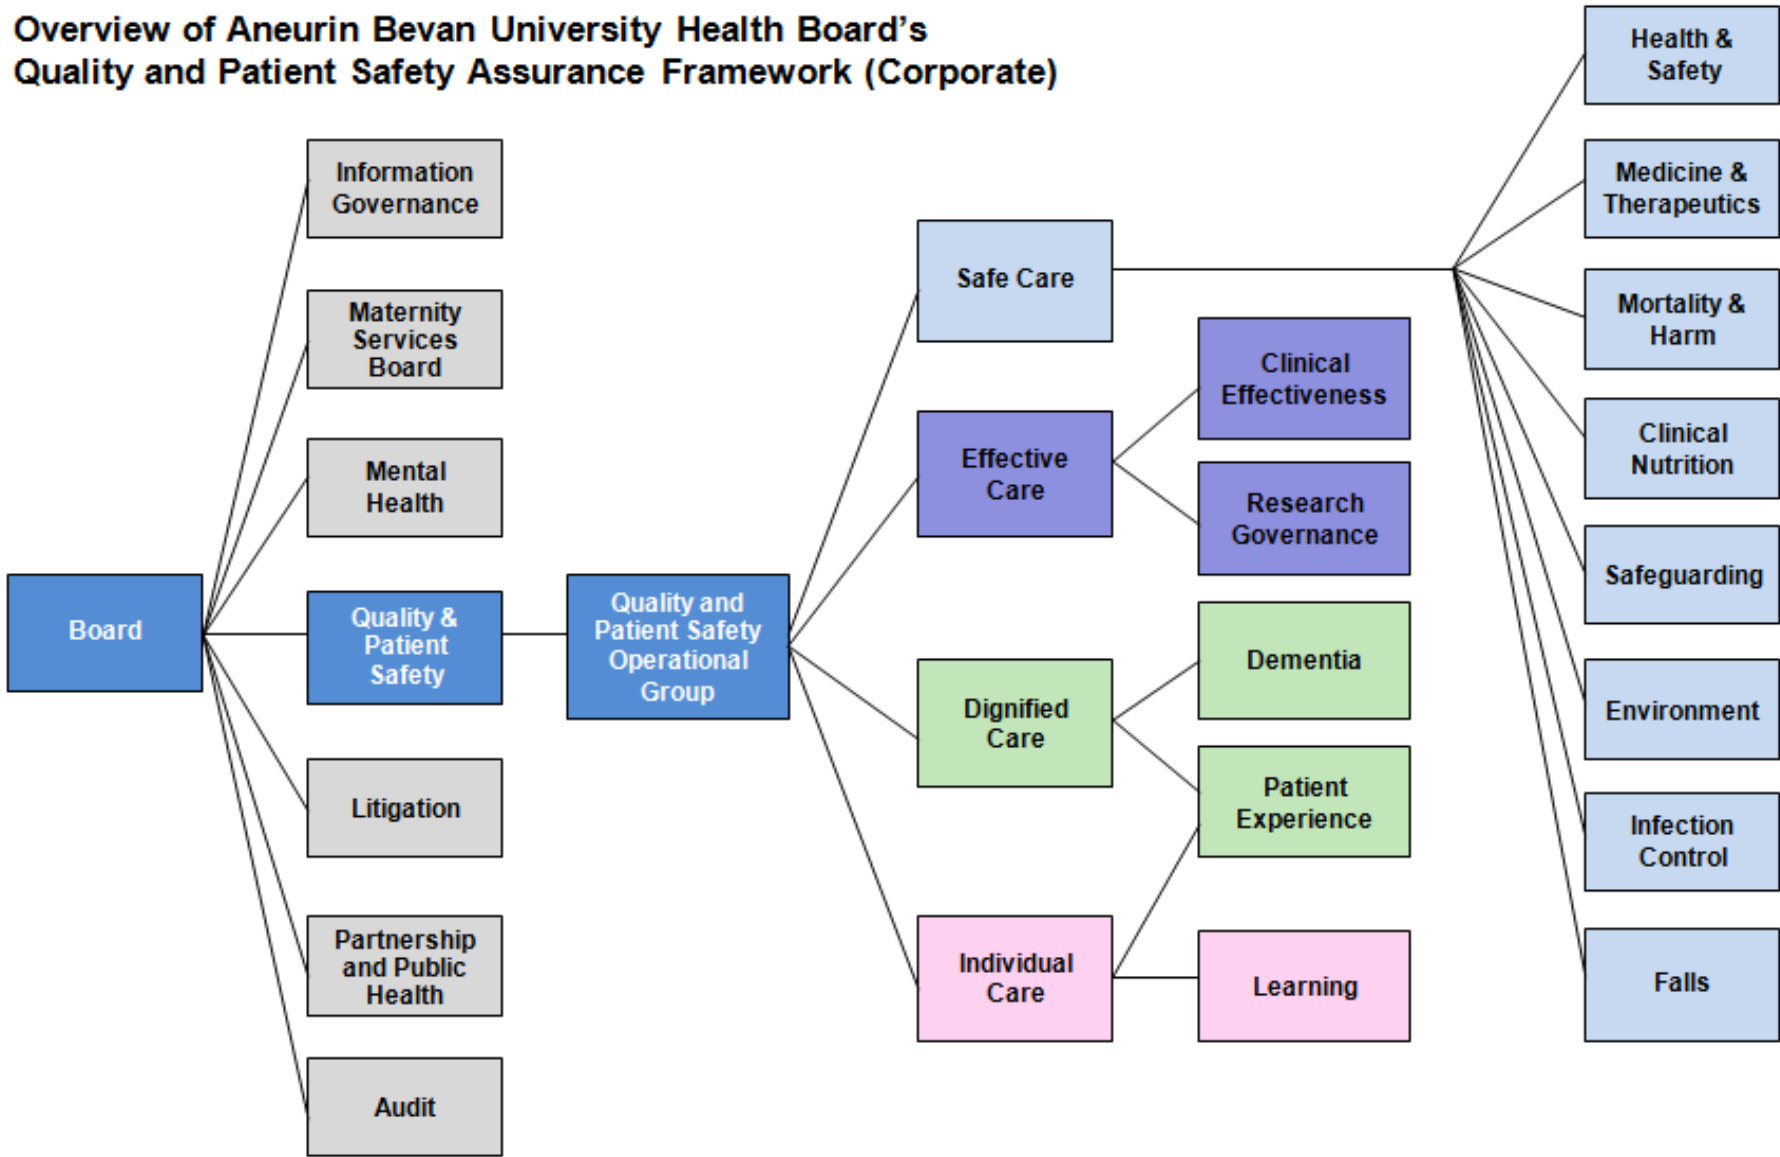 Overview of Aneurin Bevan University Health Board's
Quality and Patient Safety Assurance Framework (Corporate)
Board
Information
Governance
Maternity
Services
Board
Mental
Health
Quality &
Patient
Safety
Litigation
Partnership
and Public
Health
Audit
Quality and
Patient Safety
Operational
Group
Safe Care
Effective
Care
Dignified
Care
Individual
Care
Clinical
Effectiveness
Research
Governance
Dementia
Patient
Experience
Learning
Health &
Safety
Medicine &
Therapeutics
Mortality &
Harm
Clinical
Nutrition
Safeguarding
Environment
Infection
Control
Falls